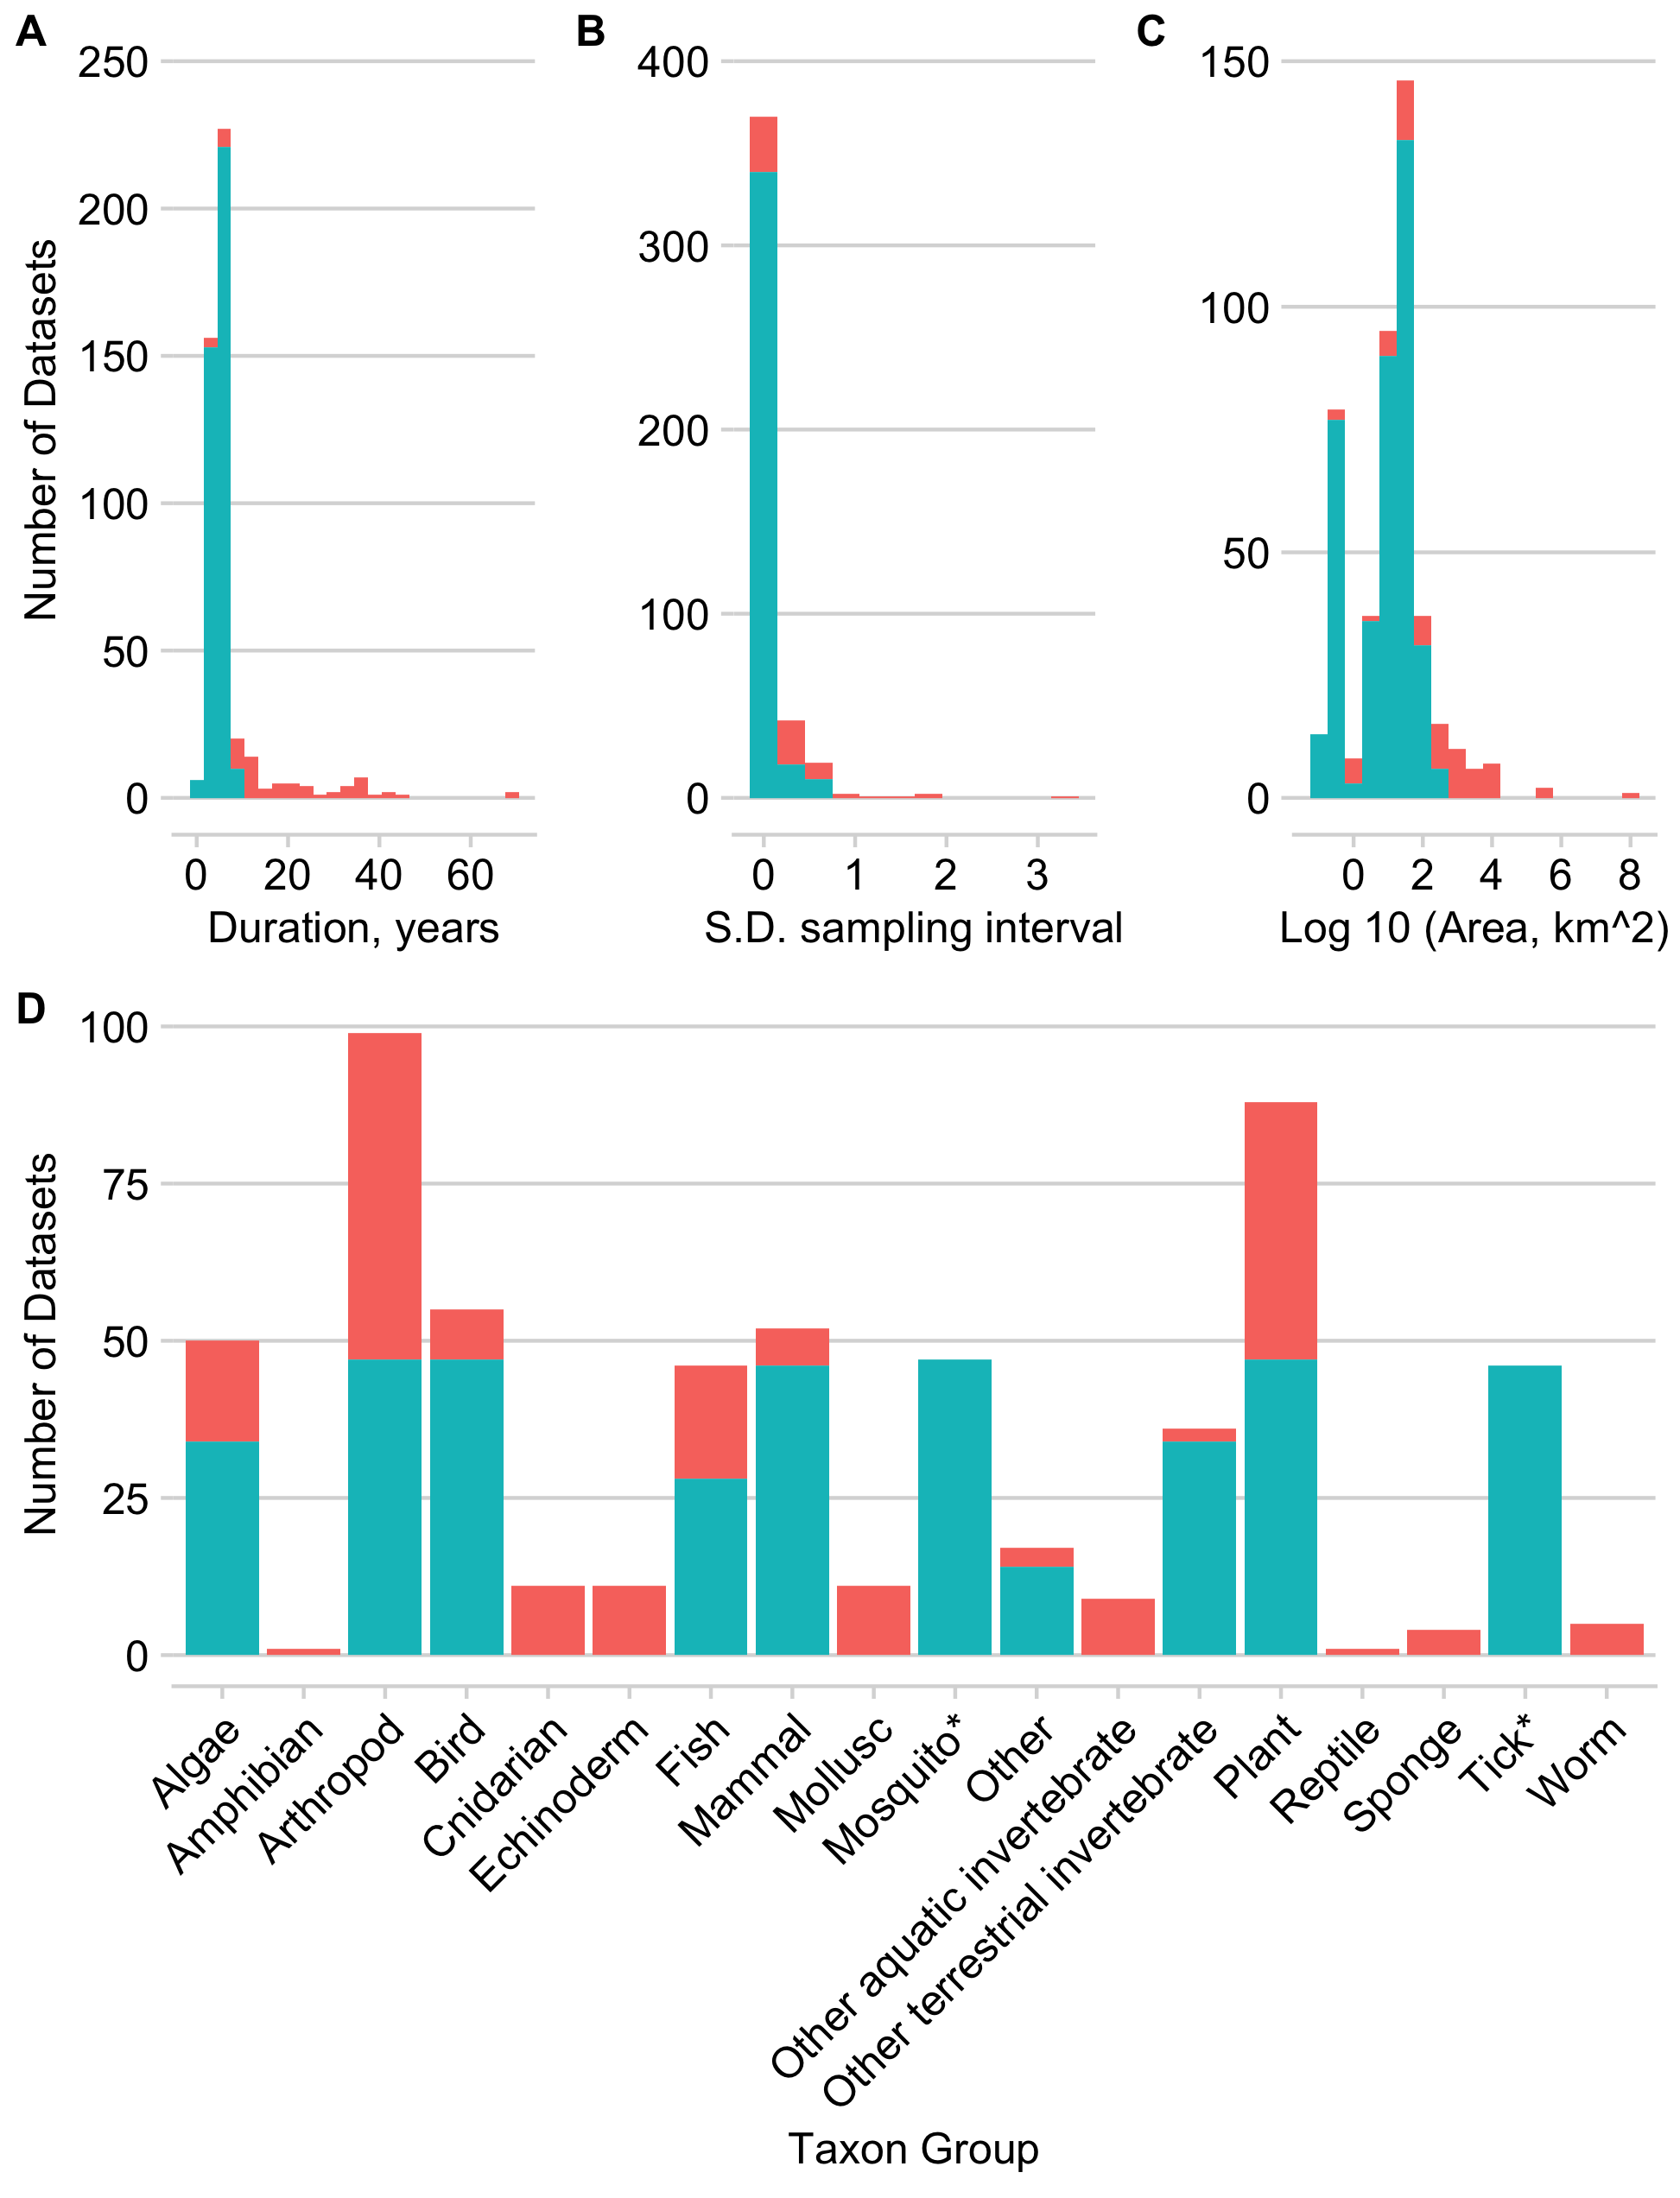 A
250
200
150
100
50
0
Number of Datasets
0 20 40 60
Duration, years
B
400
300
200
100
0
0 1 2 3
S.D. sampling interval
C
150
100
50
0
0 2 4 6 8
Log 10 (Area, km^2)
D
100
75
50
25
0
Number of Datasets
Algae
Amphibian
Arthropod
Bird
Cnidarian
Echinoderm
Fish
Mammal
Mollusc
Mosquito*
Other
Other aquatic invertebrate
Other terrestrial invertebrate
Plant
Reptile
Sponge
Tick*
Worm
Taxon Group